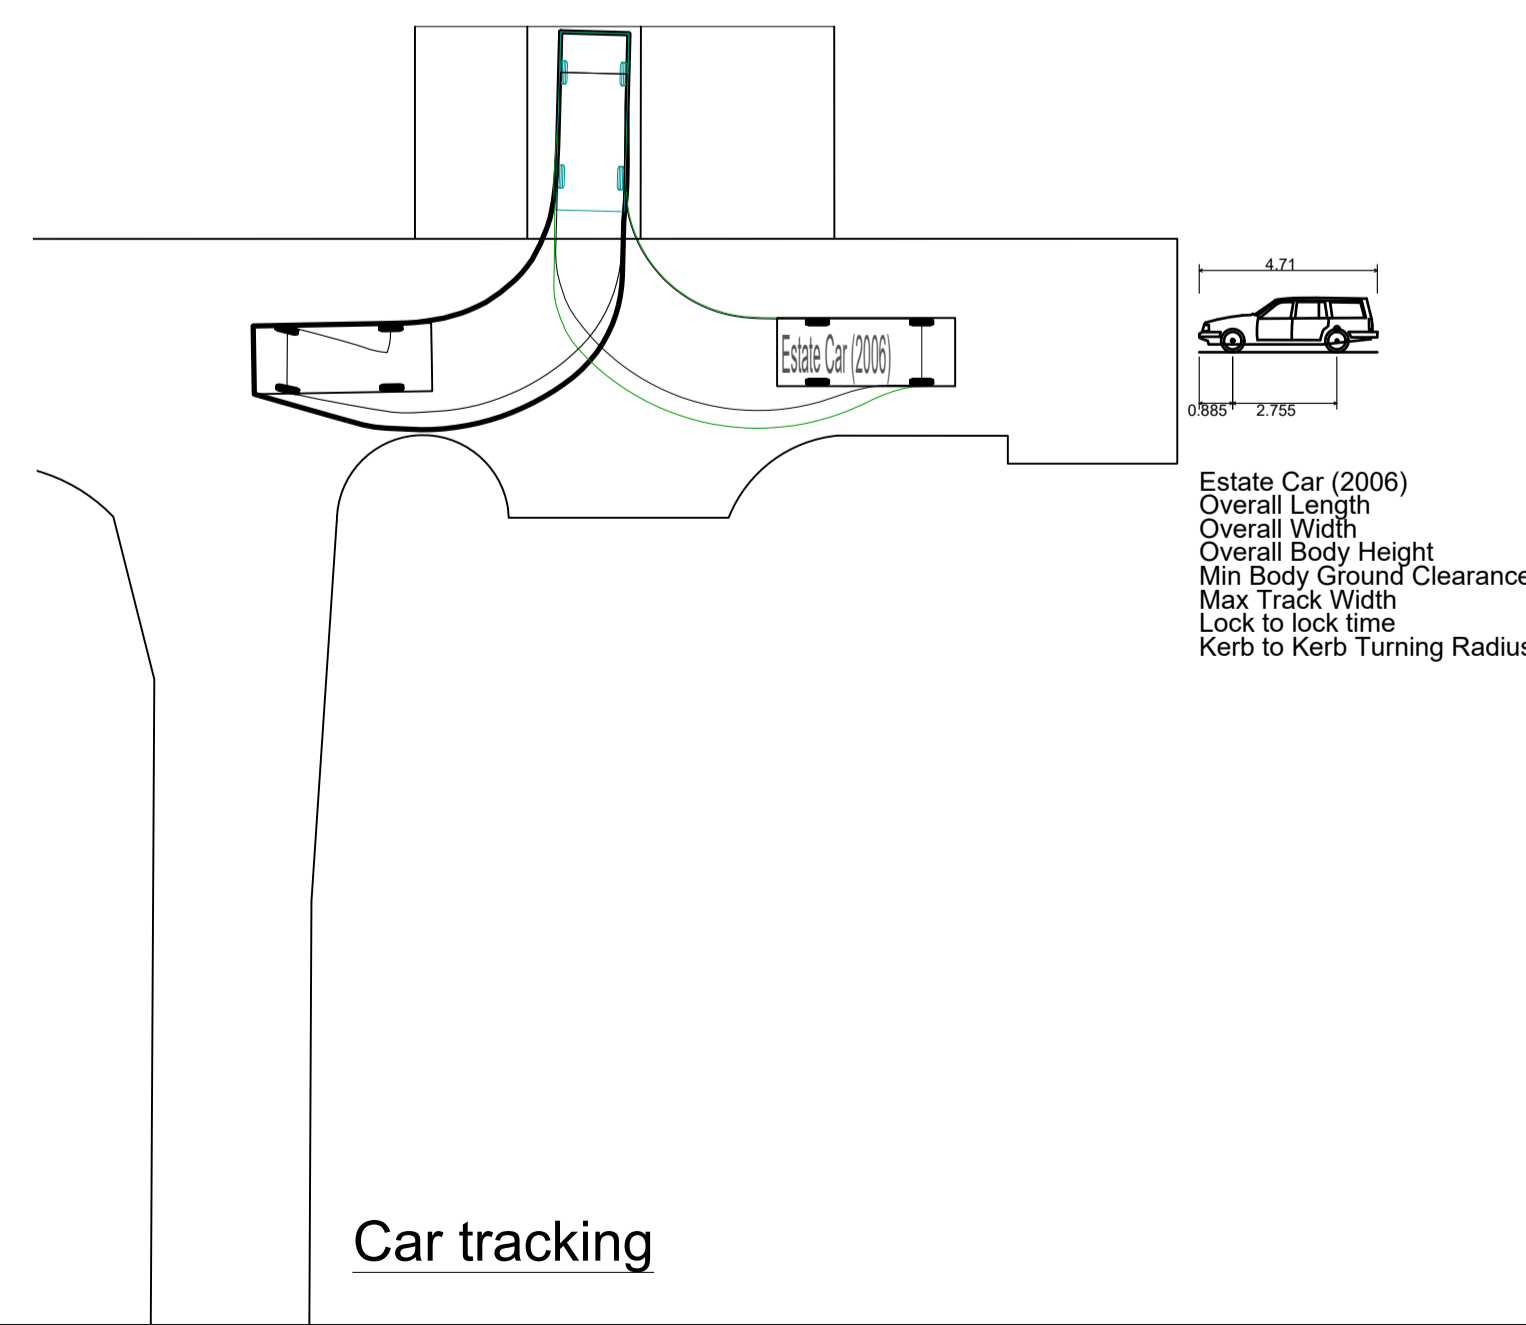 4.71
Estate Car (2006)
0.885
2.755
Estate Car (2006)
Overall Length
Overall Width
Overall Body Height
Min Body Ground Clearance
Max Track Width
Lock to lock time
Kerb to Kerb Turning Radius
Car tracking